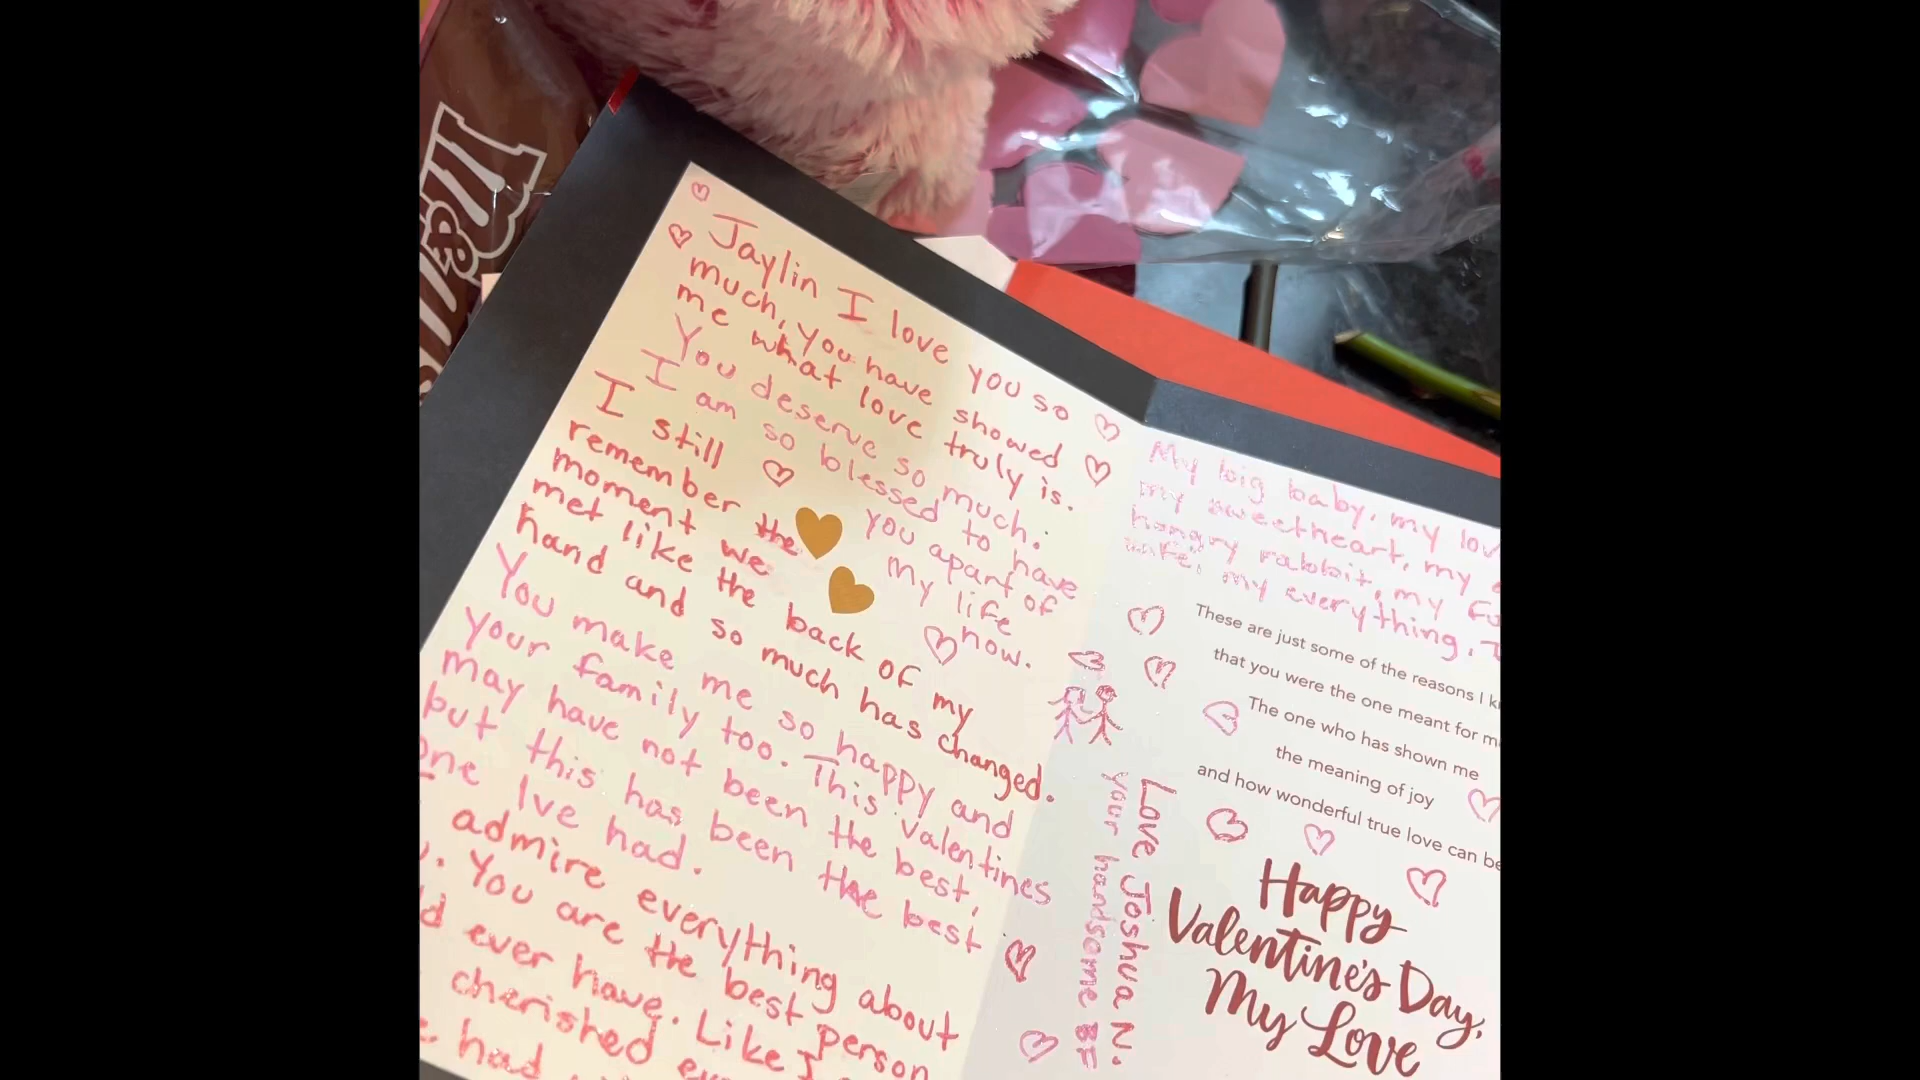 M&M
Jaylin I love you so
much, you have showed
me what love truly is.
You deserve so much.
I am so blessed to have
you apart of
my life
now.
I still
remember the
moment we
met like the back of my
hand and so much has changed.
You make me so happy and
your family too. This valentines
may have not been the best,
but this has been the best
one Ive had.
admire everything about
You are the best person
ever have. Like I
cherished
had
My big baby, my
my sweetheart, my
hungry rabbit, my
my everything.
These are just some of the reasons I
that you were the one meant for
The one who has shown me
the meaning of joy
and how wonderful true love can be
Happy
Valentine's Day,
My Love
Love Joshua N.
your handsome BF